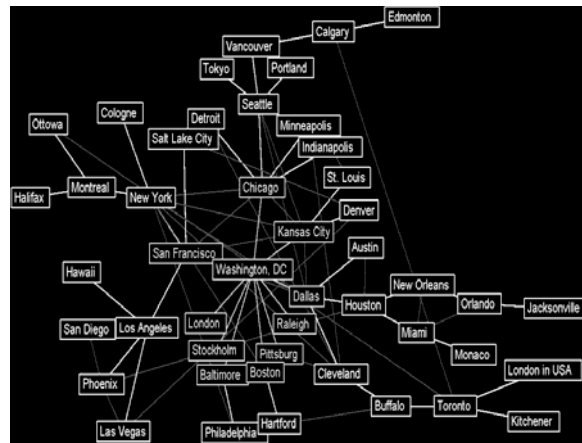 Edmonton
Calgary
Vancouver
Tokyo
Portland
Seattle
Cologne
Detroit
Minneapolis
Ottowa
Salt Lake City
Indianapolis
St. Louis
Montreal
Chicago
Halifax
New York
Denver
Kansas City
Austin
San Francisco
Washington, DC
Hawaii
New Orleans
Dallas
Houston
Orlando
Jacksonville
San Diego
Los Angeles
London
Raleigh
Miami
Stockholm
Pittsburg
Monaco
Baltimore
Boston
Cleveland
London in USA
Phoenix
Buffalo
Toronto
Kitchener
Las Vegas
Philadelphia
Hartford